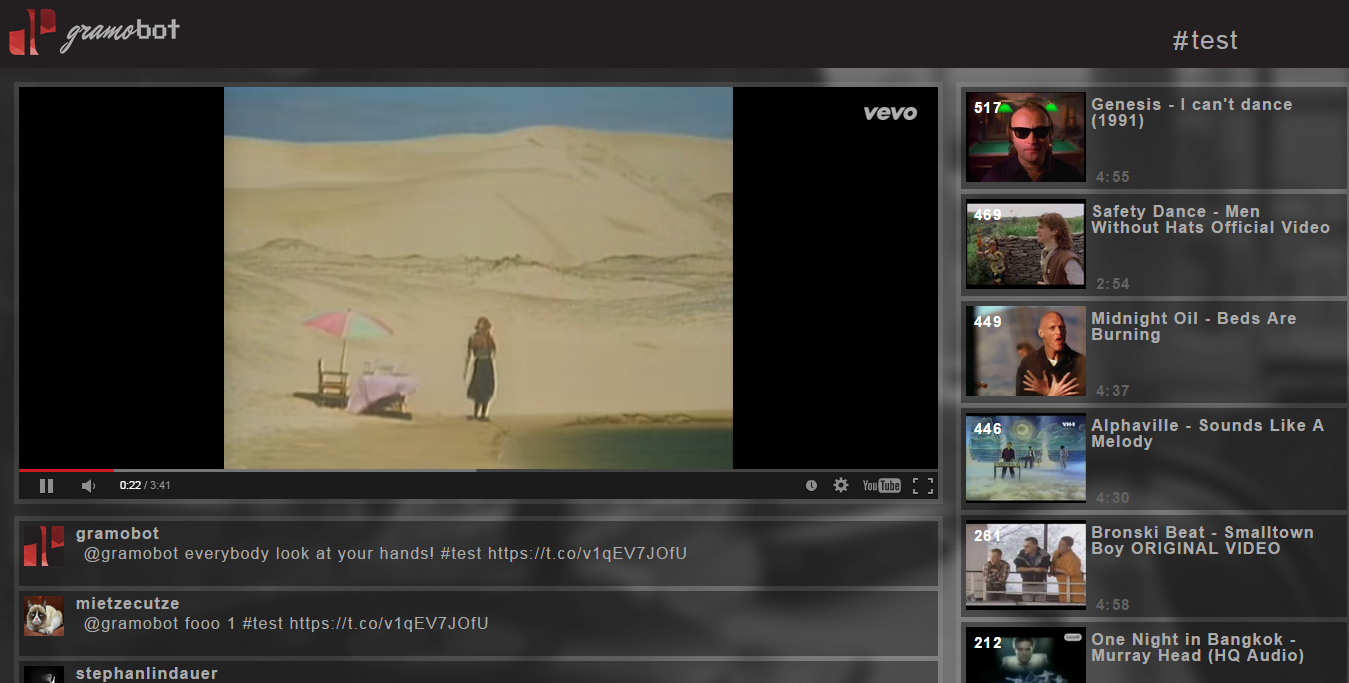 gramobot
#test
vevo
0:22 / 3:41
YouTube
gramobot
@gramobot everybody look at your hands! #test https://t.co/v1qEV7JOfU
mietzecutze
@gramobot fooo 1 #test https://t.co/v1qEV7JOfU
stephanlindauer
517
Genesis - I can't dance
(1991)
4:55
469
Safety Dance - Men
Without Hats Official Video
2:54
449
Midnight Oil - Beds Are
Burning
4:37
446
VH-1
Alphaville - Sounds Like A
Melody
4:30
261
Bronski Beat - Smalltown
Boy ORIGINAL VIDEO
4:58
212
One Night in Bangkok -
Murray Head (HQ Audio)